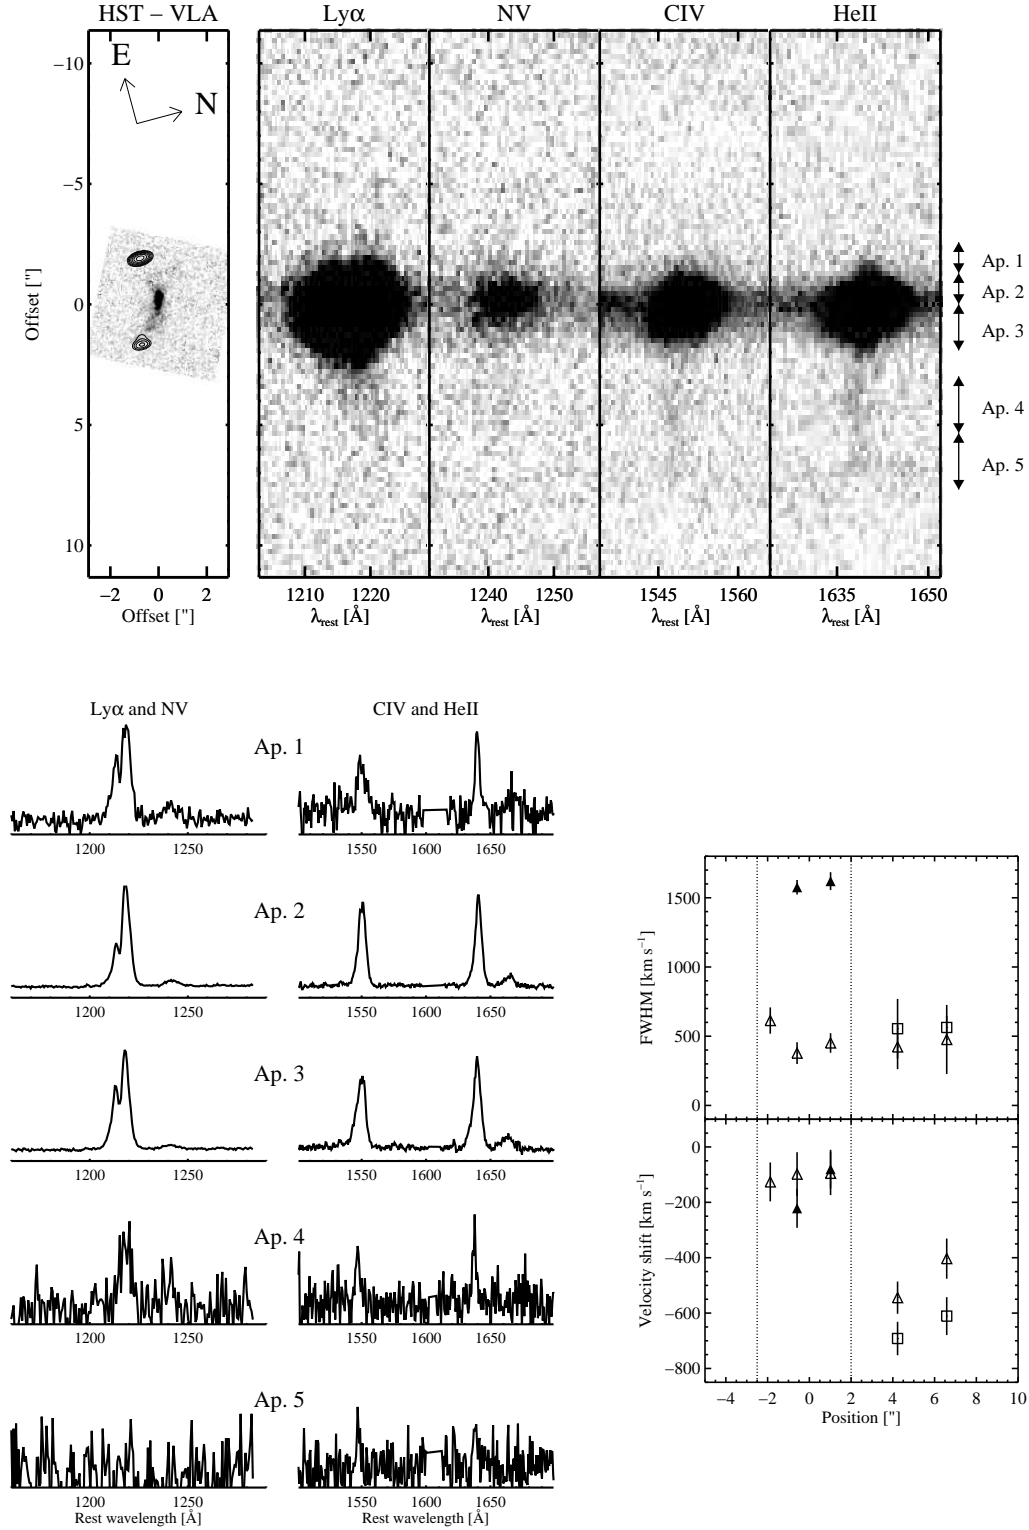 HST − VLA Lyα NV CIV HeII
E
N
−10
−5
0
5
10
Offset ["]
Ap. 1
Ap. 2
Ap. 3
Ap. 4
Ap. 5
−2 0 2 1210 1220 1240 1250 1545 1560 1635 1650
Offset ["] λrest [Å] λrest [Å] λrest [Å] λrest [Å]
Lyα and NV CIV and HeII
Ap. 1
1200 1250 1550 1600 1650
Ap. 2
1200 1250 1550 1600 1650
Ap. 3
1200 1250 1550 1600 1650
Ap. 4
1200 1250 1550 1600 1650
Ap. 5
1200 1250 1550 1600 1650
Rest wavelength [Å] Rest wavelength [Å]
1500
1000
500
0
FWHM [km s−1]
0
−200
−400
−600
−800
Velocity shift [km s−1]
−4 −2 0 2 4 6 8 10
Position ["]